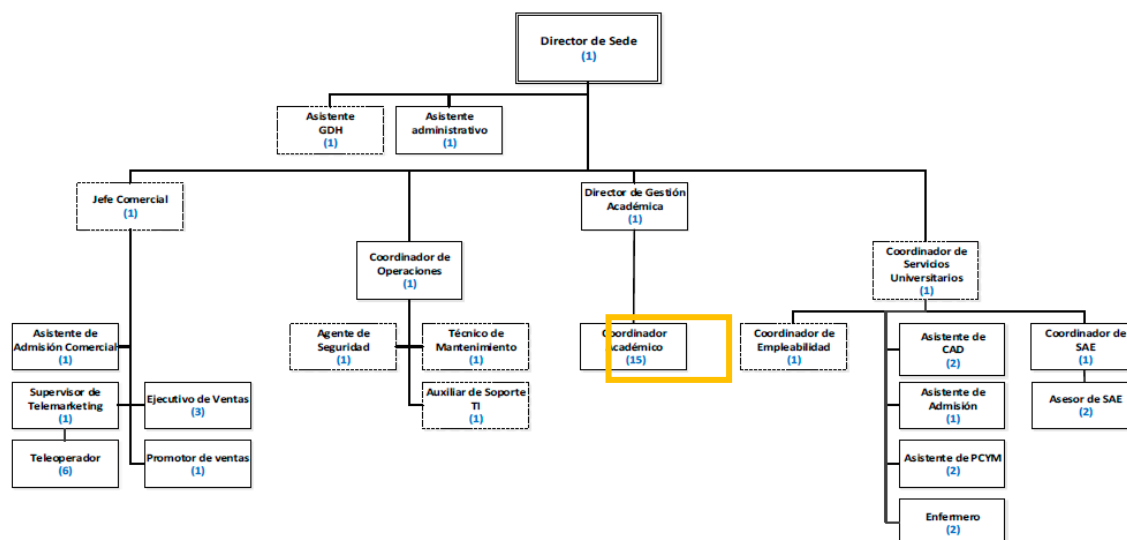 Director de Sede
(1)
Asistente
GDH
(1)
Asistente
administrativo
(1)
Jefe Comercial
(1)
Director de Gestión
Académica
(1)
Coordinador de
Operaciones
(1)
Coordinador de
Servicios
Universitarios
(1)
Asistente de
Admisión Comercial
(1)
Agente de
Seguridad
(1)
Técnico de
Mantenimiento
(1)
Coordinador
Académico
(15)
Coordinador de
Empleabilidad
(1)
Asistente de
CAD
(2)
Coordinador de
SAE
(1)
Supervisor de
Telemarketing
(1)
Ejecutivo de Ventas
(3)
Auxiliar de Soporte
TI
(1)
Asistente de
Admisión
(1)
Asesor de SAE
(2)
Teleoperador
(6)
Promotor de ventas
(1)
Asistente de PCYM
(2)
Enfermero
(2)